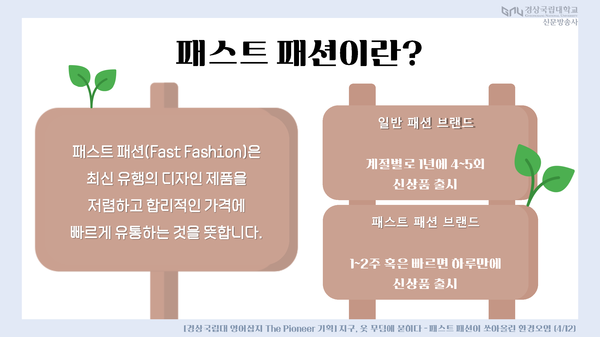 경상국립대학교
신문방송사
패스트 패션이란?
패스트 패션(Fast Fashion)은
최신 유행의 디자인 제품을
저렴하고 합리적인 가격에
빠르게 유통하는 것을 뜻합니다.
일반 패션 브랜드
계절별로 1년에 4~5회
신상품 출시
패스트 패션 브랜드
1~2주 혹은 빠르면 하루만에
신상품 출시
[경상국립대 영어잡지 The Pioneer 기획] 지구, 옷 무덤에 묻히다 - 패스트 패션이 쏘아올린 환경오염 (4/12)